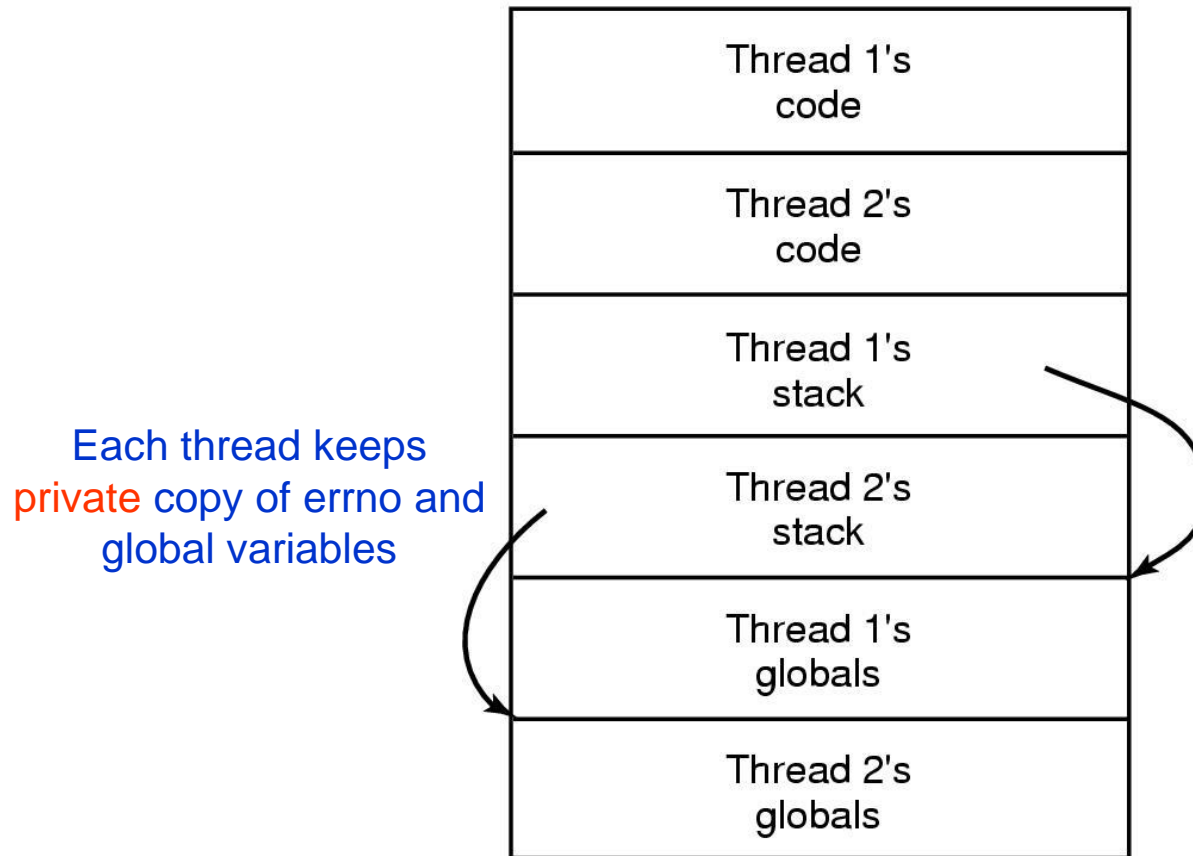 Thread 1's
code
Thread 2's
code
Thread 1's
stack
Each thread keeps
private copy of errno and
global variables
Thread 2's
stack
Thread 1's
globals
Thread 2's
globals